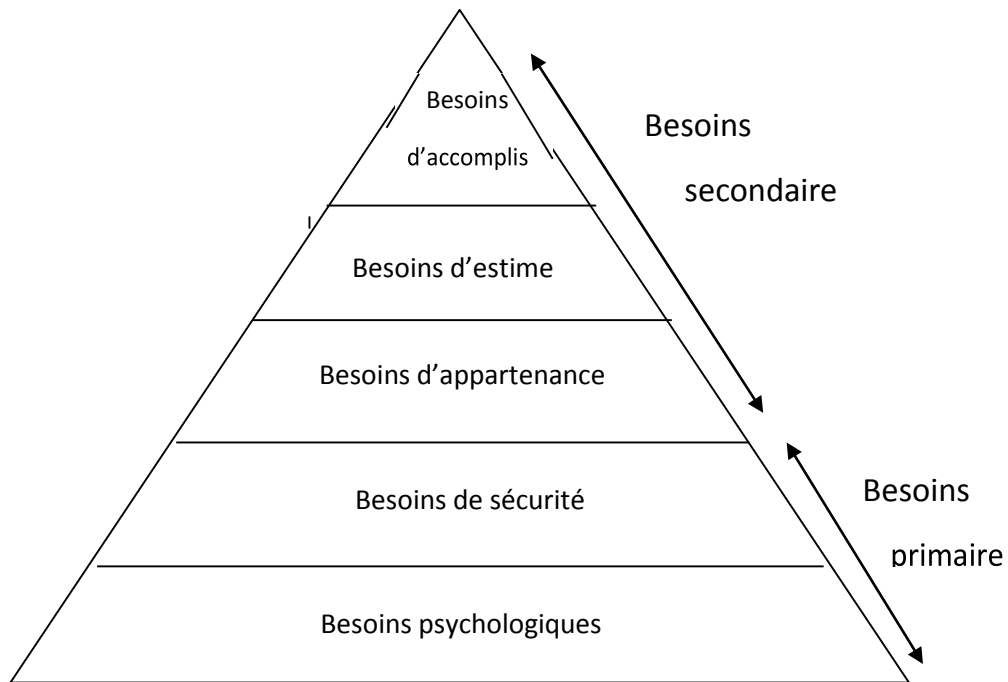 Besoins
d’accomplis
Besoins
secondaire
Besoins d’estime
Besoins d’appartenance
Besoins de sécurité
Besoins
primaire
Besoins psychologiques